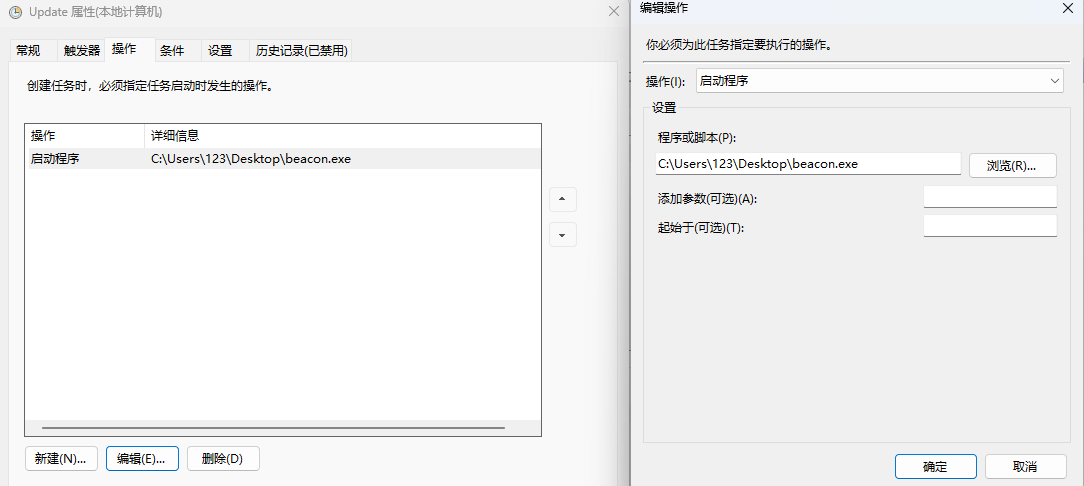 Update 属性(本地计算机)
常规 触发器 操作 条件 设置 历史记录(已禁用)
创建任务时，必须指定任务启动时发生的操作。
操作 详细信息
启动程序 C:\Users\123\Desktop\beacon.exe
新建(N)... 编辑(E)... 删除(D)
编辑操作
你必须为此任务指定要执行的操作。
操作(I): 启动程序
设置
程序或脚本(P):
C:\Users\123\Desktop\beacon.exe 浏览(R)...
添加参数(可选)(A):
起始于(可选)(T):
确定 取消